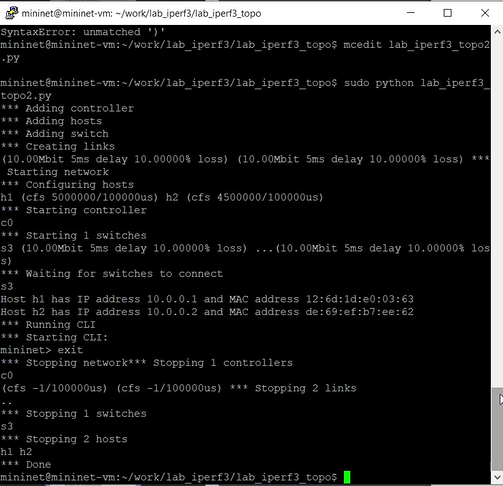 mininet@mininet-vm: ~/work/lab_iperf3/lab_iperf3_topo
SyntaxError: unmatched ')'
mininet@mininet-vm:~/work/lab_iperf3/lab_iperf3_topo$ mcedit lab_iperf3_topo2
.py
mininet@mininet-vm:~/work/lab_iperf3/lab_iperf3_topo$ sudo python lab_iperf3_
topo2.py
*** Adding controller
*** Adding hosts
*** Adding switch
*** Creating links
(10.00Mbit 5ms delay 10.00000% loss) (10.00Mbit 5ms delay 10.00000% loss) ***
 Starting network
*** Configuring hosts
h1 (cfs 5000000/100000us) h2 (cfs 4500000/100000us)
*** Starting controller
c0
*** Starting 1 switches
s3 (10.00Mbit 5ms delay 10.00000% loss) ...(10.00Mbit 5ms delay 10.00000% los
s)
*** Waiting for switches to connect
s3
Host h1 has IP address 10.0.0.1 and MAC address 12:6d:1d:e0:03:63
Host h2 has IP address 10.0.0.2 and MAC address de:69:ef:b7:ee:62
*** Running CLI
*** Starting CLI:
mininet> exit
*** Stopping network*** Stopping 1 controllers
c0
(cfs -1/100000us) (cfs -1/100000us) *** Stopping 2 links
..
*** Stopping 1 switches
s3
*** Stopping 2 hosts
h1 h2
*** Done
mininet@mininet-vm:~/work/lab_iperf3/lab_iperf3_topo$